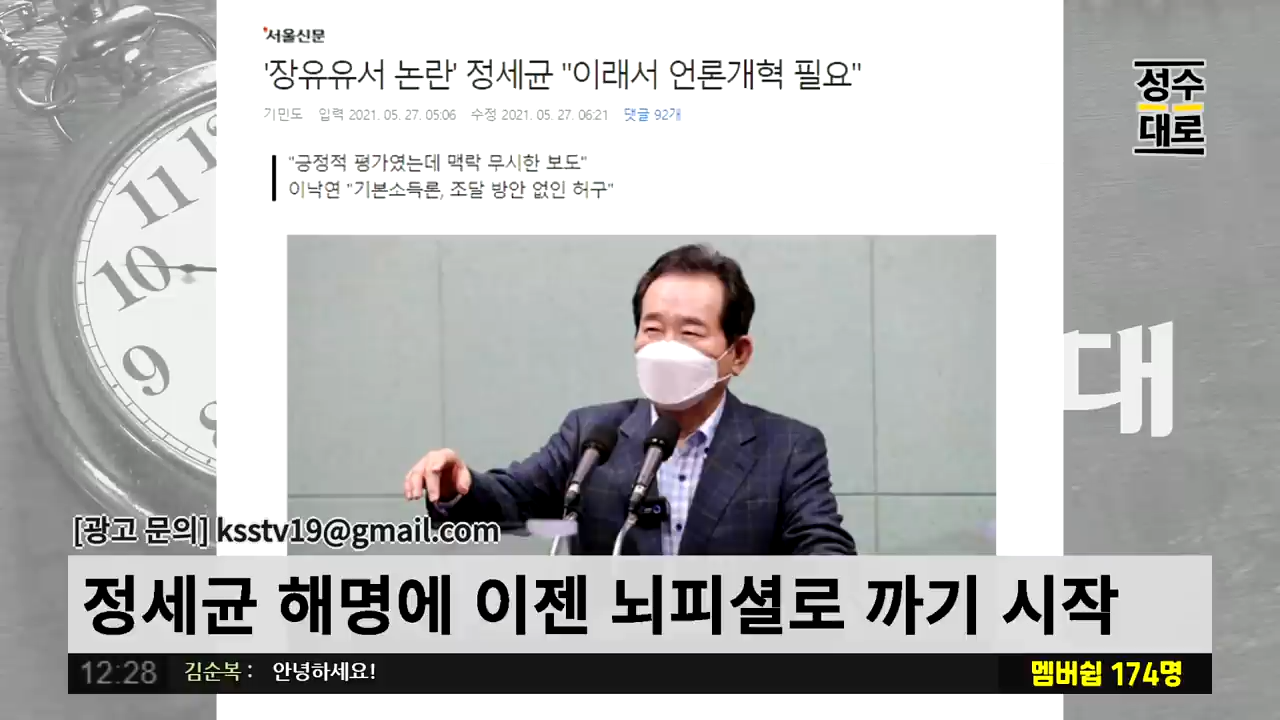 서울신문
'장유유서 논란' 정세균 "이래서 언론개혁 필요"
기민도 입력 2021. 05. 27. 05:06 수정 2021. 05. 27. 06:21 댓글 92개
"긍정적 평가였는데 맥락 무시한 보도"
이낙연 "기본소득론, 조달 방안 없인 허구"
성수
대로
12
11
10
9
8
대
[광고 문의] ksstv19@gmail.com
정세균 해명에 이젠 뇌피셜로 까기 시작
12:28 김순복 : 안녕하세요! 멤버쉽 174명